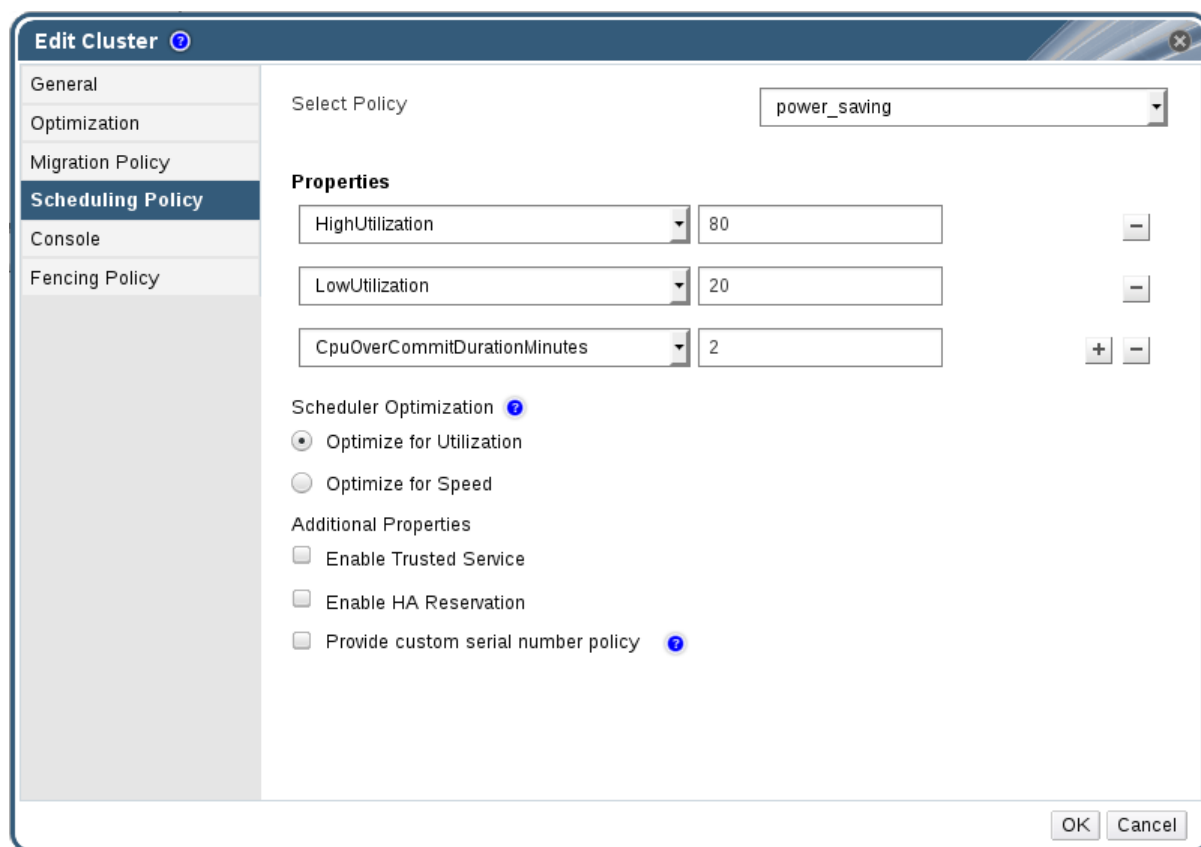 Edit Cluster ?
General
Optimization
Migration Policy
Scheduling Policy
Console
Fencing Policy
Select Policy power_saving
Properties
HighUtilization 80 −
LowUtilization 20 −
CpuOverCommitDurationMinutes 2 + −
Scheduler Optimization ?
Optimize for Utilization
Optimize for Speed
Additional Properties
Enable Trusted Service
Enable HA Reservation
Provide custom serial number policy ?
OK Cancel